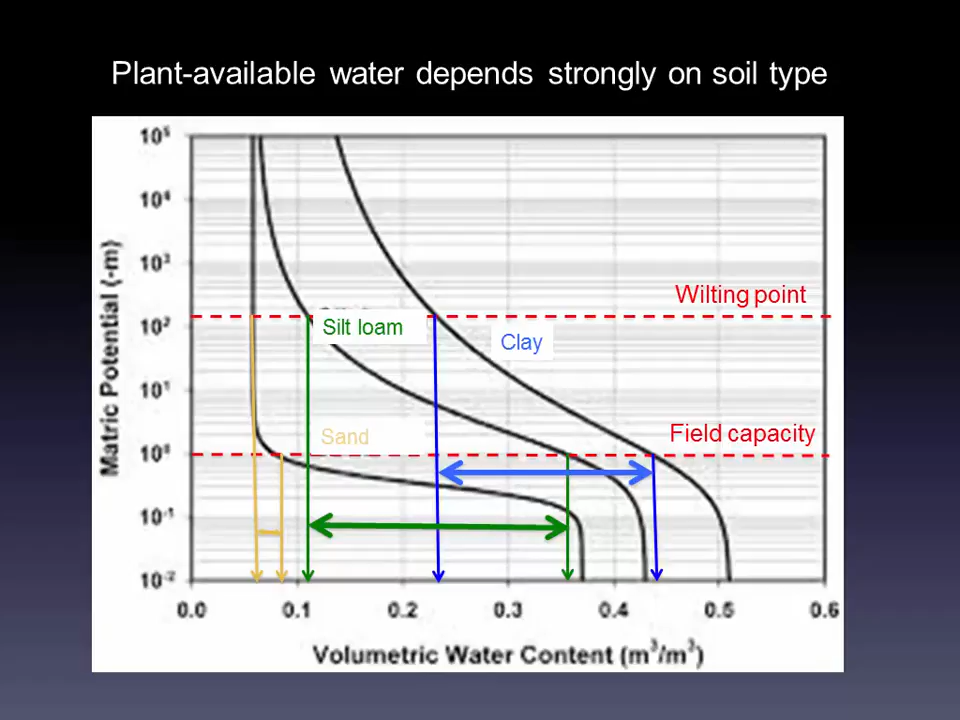 Plant-available water depends strongly on soil type
10⁵
10⁴
10³
Wilting point
10²
Silt loam
Clay
10¹
Sand
Field capacity
10⁰
10⁻¹
10⁻²
Matric Potential (-m)
0.0 0.1 0.2 0.3 0.4 0.5 0.6
Volumetric Water Content (m³/m³)